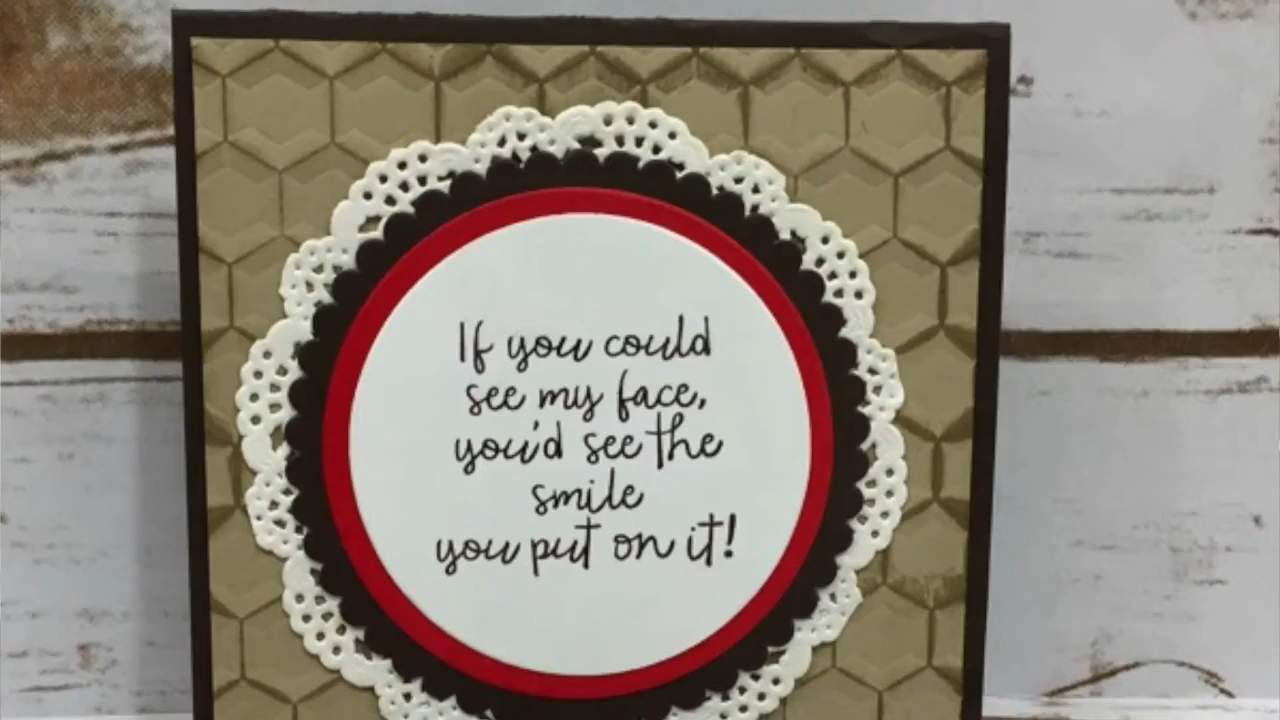 If you could
see my face,
you'd see the
smile
you put on it!